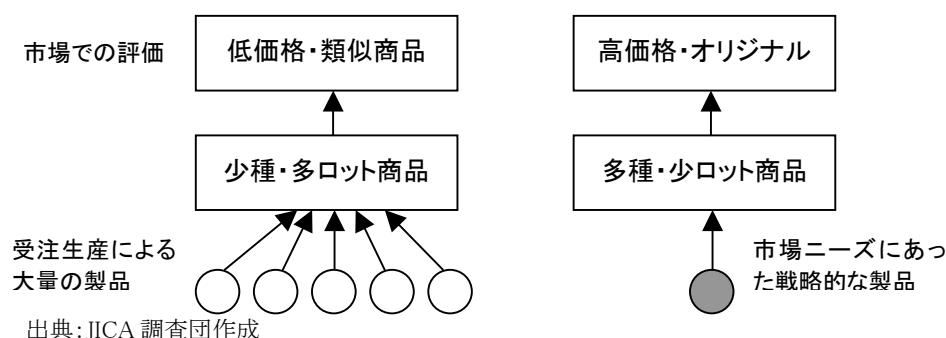 市場での評価
低価格・類似商品
高価格・オリジナル
少種・多ロット商品
多種・少ロット商品
受注生産による
大量の製品
市場ニーズにあっ
た戦略的な製品
出典：JICA 調査団作成